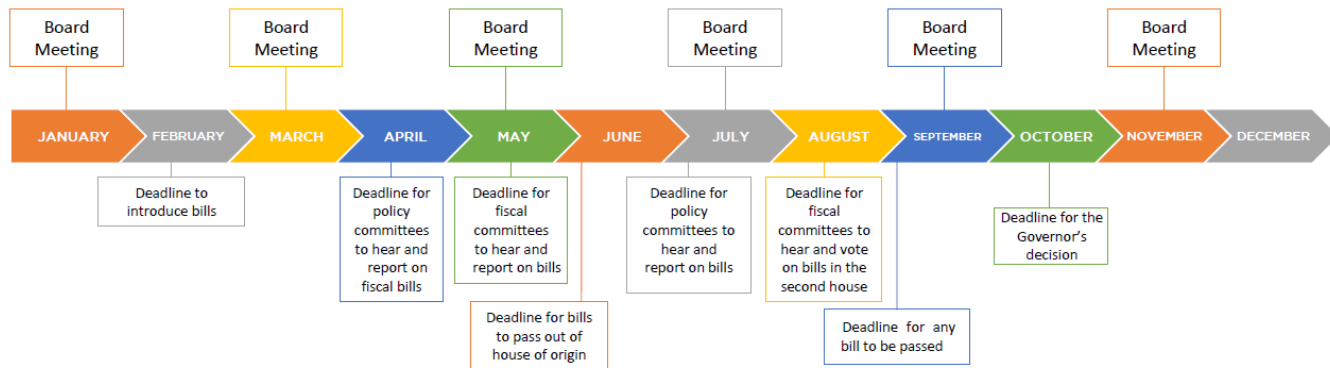 Board
Meeting
Board
Meeting
Board
Meeting
Board
Meeting
Board
Meeting
Board
Meeting
JANUARY
FEBRUARY
MARCH
APRIL
MAY
JUNE
JULY
AUGUST
SEPTEMBER
OCTOBER
NOVEMBER
DECEMBER
Deadline to
introduce bills
Deadline for
policy
committees
to hear and
report on
fiscal bills
Deadline for
fiscal
committees
to hear and
report on bills
Deadline for bills
to pass out of
house of origin
Deadline for
policy
committees to
hear and
report on bills
Deadline for
fiscal
committees to
hear and vote
on bills in the
second house
Deadline for any
bill to be passed
Deadline for the
Governor's
decision